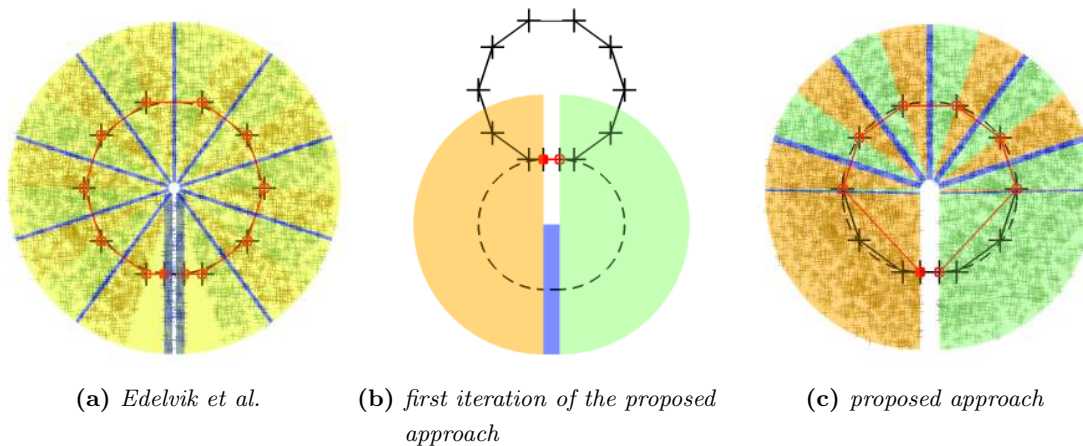 (a) Edelvik et al.
(b) first iteration of the proposed
approach
(c) proposed approach